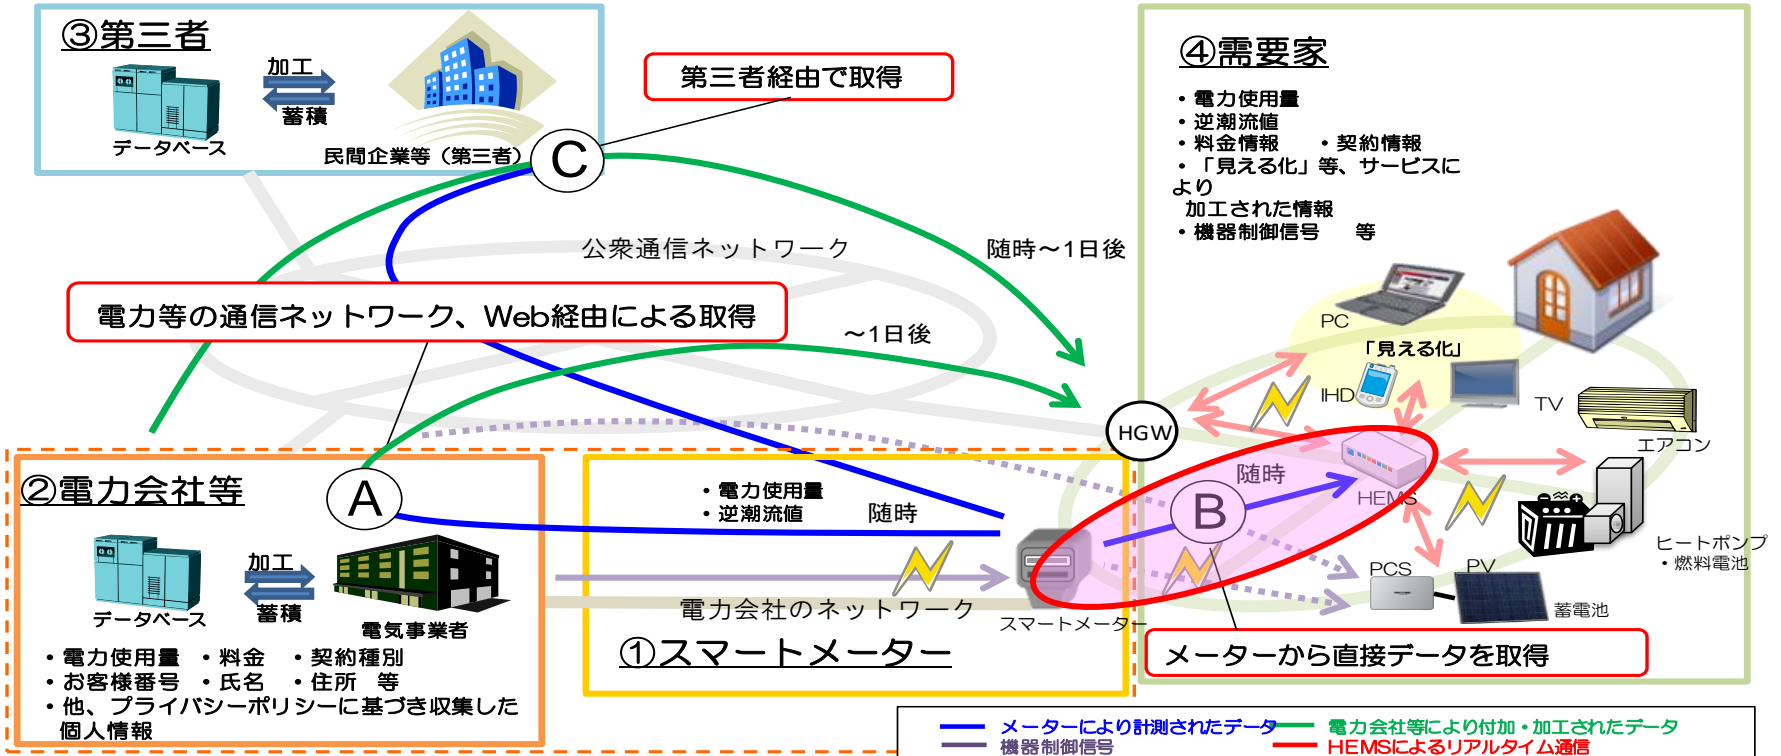 ③第三者
加工
蓄積
データベース
民間企業等（第三者）
C
第三者経由で取得
④需要家
・電力使用量
・逆潮流値
・料金情報　・契約情報
・「見える化」等、サービスに
より
加工された情報
・機器制御信号　等
公衆通信ネットワーク
随時～1日後
電力等の通信ネットワーク、Web経由による取得
～1日後
PC
「見える化」
IHD
TV
エアコン
HGW
HEMS
随時
B
ヒートポンプ
・燃料電池
PCS
PV
蓄電池
②電力会社等
A
加工
蓄積
データベース
電気事業者
・電力使用量　・料金　・契約種別
・お客様番号　・氏名　・住所　等
・他、プライバシーポリシーに基づき収集した
個人情報
・電力使用量
・逆潮流値
随時
電力会社のネットワーク
スマートメーター
①スマートメーター
メーターから直接データを取得
メーターにより計測されたデータ
電力会社等により付加・加工されたデータ
機器制御信号
HEMSによるリアルタイム通信